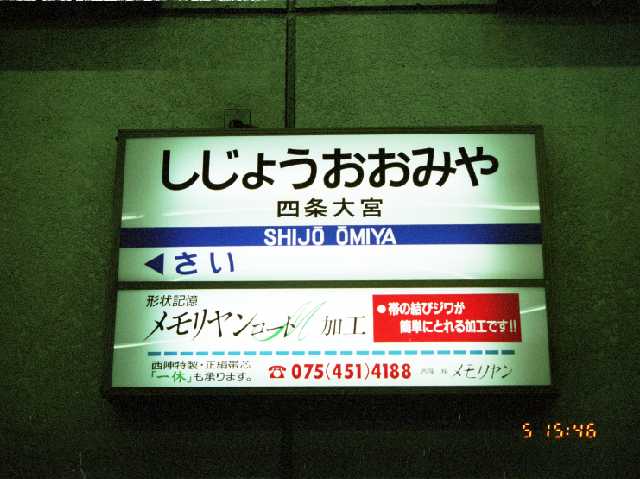 しじょうおおみや
四条大宮
SHIJŌ ŌMIYA
◀さい
形状記憶
メモリヤンコート 加工
●帯の結びジワが
簡単にとれる加工です!!
西陣特製・正絹帯芯
「一休」も承ります。
☎ 075(451)4188
メモリヤン
5 15:46